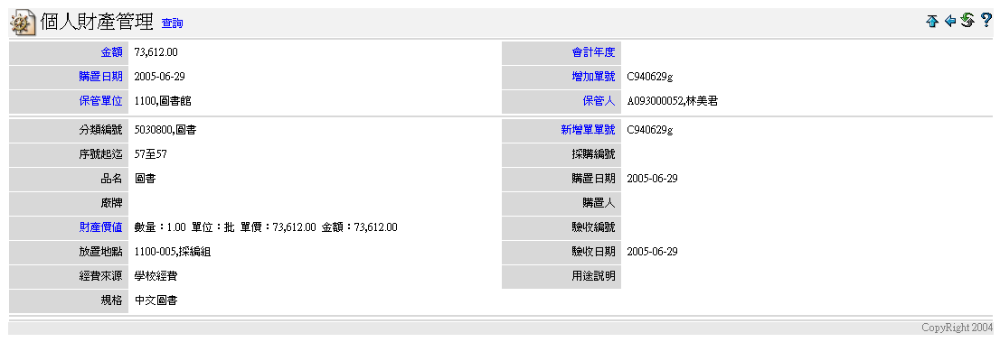 個人財產管理 查詢
金額 73,612.00 會計年度
購置日期 2005-06-29 增加單號 C940629g
保管單位 1100,圖書館 保管人 A093000052,林美君
分類編號 5030800,圖書 新增單單號 C940629g
序號起迄 57至57 採購編號
品名 圖書 購置日期 2005-06-29
廠牌 購置人
財產價值 數量：1.00 單位：批 單價：73,612.00 金額：73,612.00 驗收編號
放置地點 1100-005,採編組 驗收日期 2005-06-29
經費來源 學校經費 用途說明
規格 中文圖書
CopyRight 2004